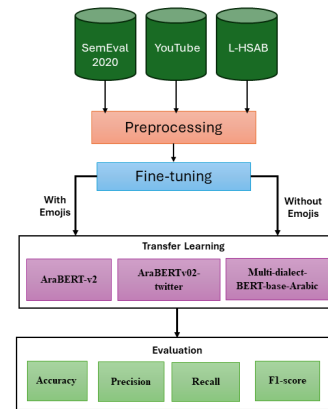 SemEval
2020
YouTube
L-HSAB
Preprocessing
Fine-tuning
With
Emojis
Without
Emojis
Transfer Learning
AraBERT-v2
AraBERTv02-
twitter
Multi-dialect-
BERT-base-Arabic
Evaluation
Accuracy
Precision
Recall
F1-score